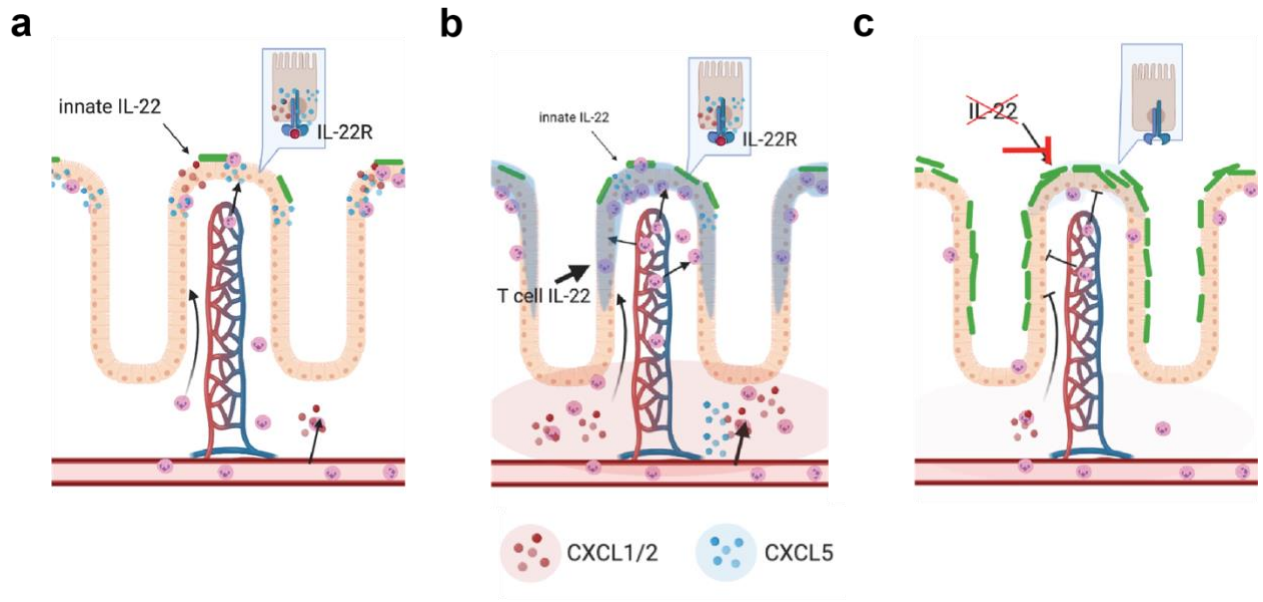 a
innate IL-22
IL-22R
b
innate IL-22
IL-22R
T cell IL-22
c
IL-22
CXCL1/2
CXCL5